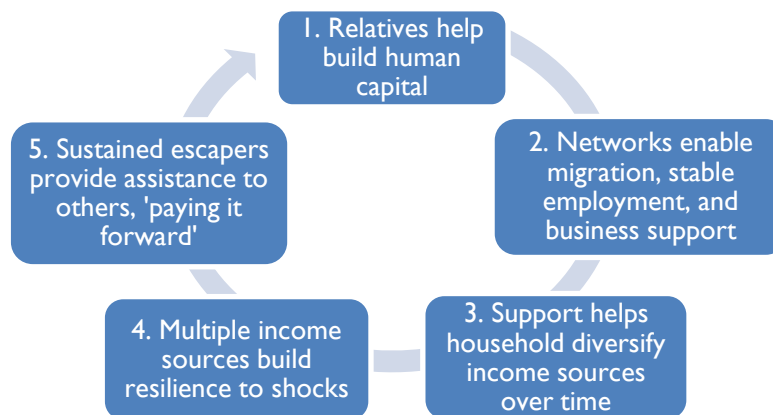 1. Relatives help
build human
capital
2. Networks enable
migration, stable
employment, and
business support
3. Support helps
household diversify
income sources
over time
4. Multiple income
sources build
resilience to shocks
5. Sustained escapers
provide assistance to
others, 'paying it
forward'